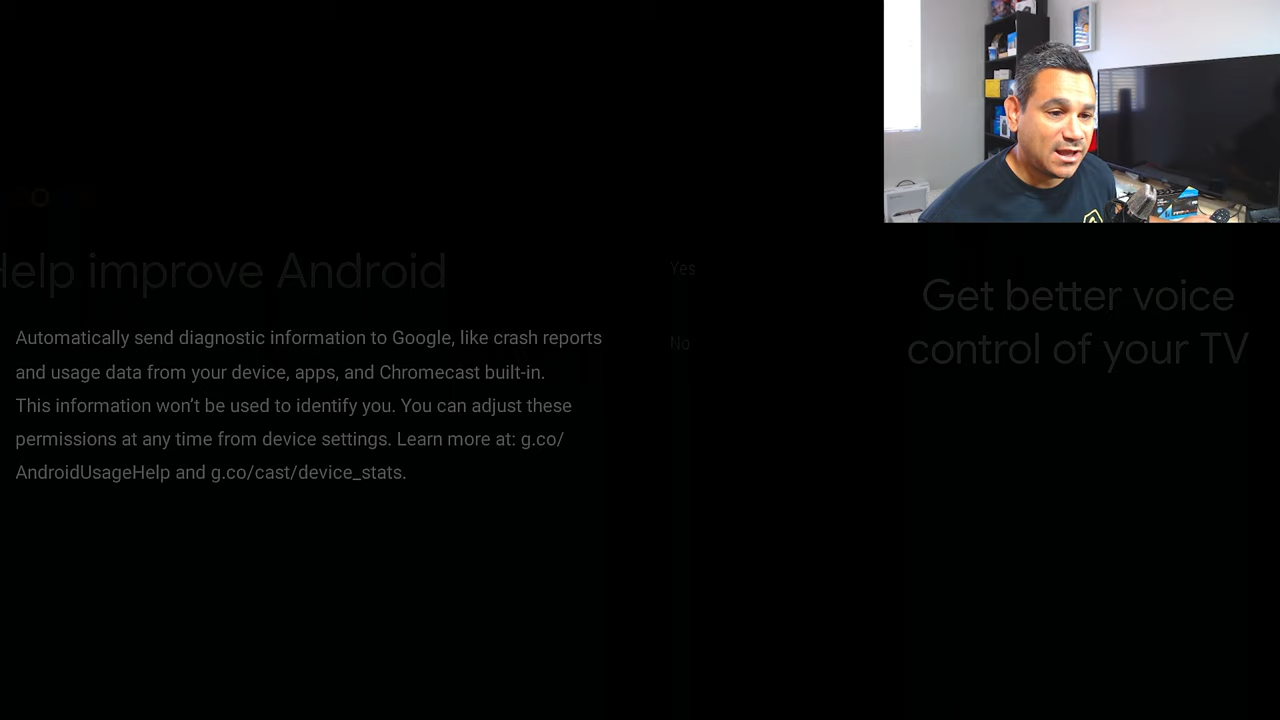 Help improve Android
Automatically send diagnostic information to Google, like crash reports
and usage data from your device, apps, and Chromecast built-in.
This information won’t be used to identify you. You can adjust these
permissions at any time from device settings. Learn more at: g.co/
AndroidUsageHelp and g.co/cast/device_stats.
Yes
No
Get better voice
control of your TV